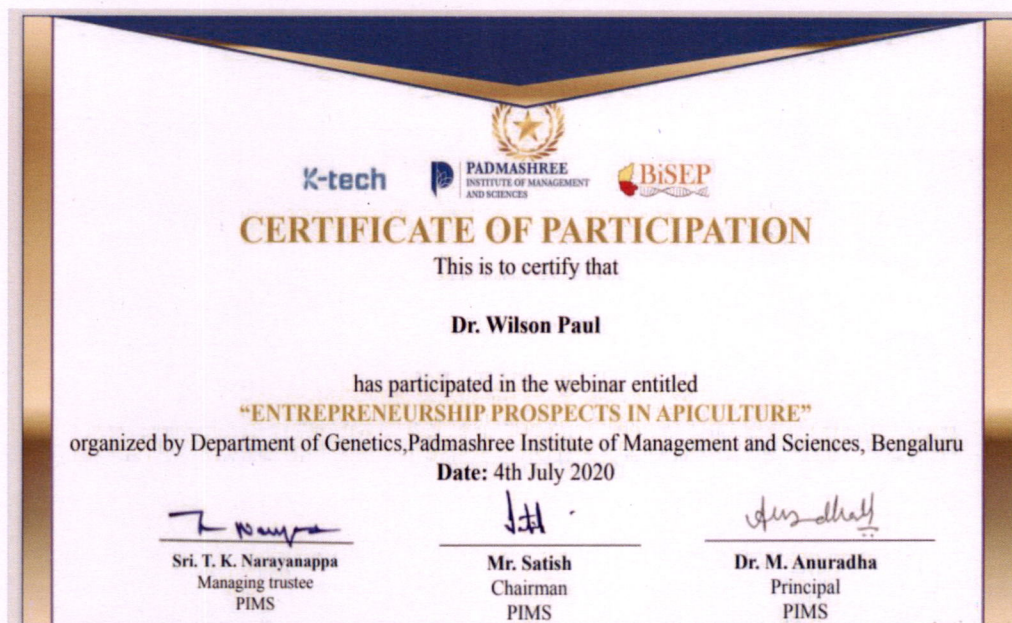 K-tech
PADMASHREE
INSTITUTE OF MANAGEMENT
AND SCIENCES
BiSEP
CERTIFICATE OF PARTICIPATION
This is to certify that
Dr. Wilson Paul
has participated in the webinar entitled
“ENTREPRENEURSHIP PROSPECTS IN APICULTURE”
organized by Department of Genetics,Padmashree Institute of Management and Sciences, Bengaluru
Date: 4th July 2020
Sri. T. K. Narayanappa
Managing trustee
PIMS
Mr. Satish
Chairman
PIMS
Dr. M. Anuradha
Principal
PIMS